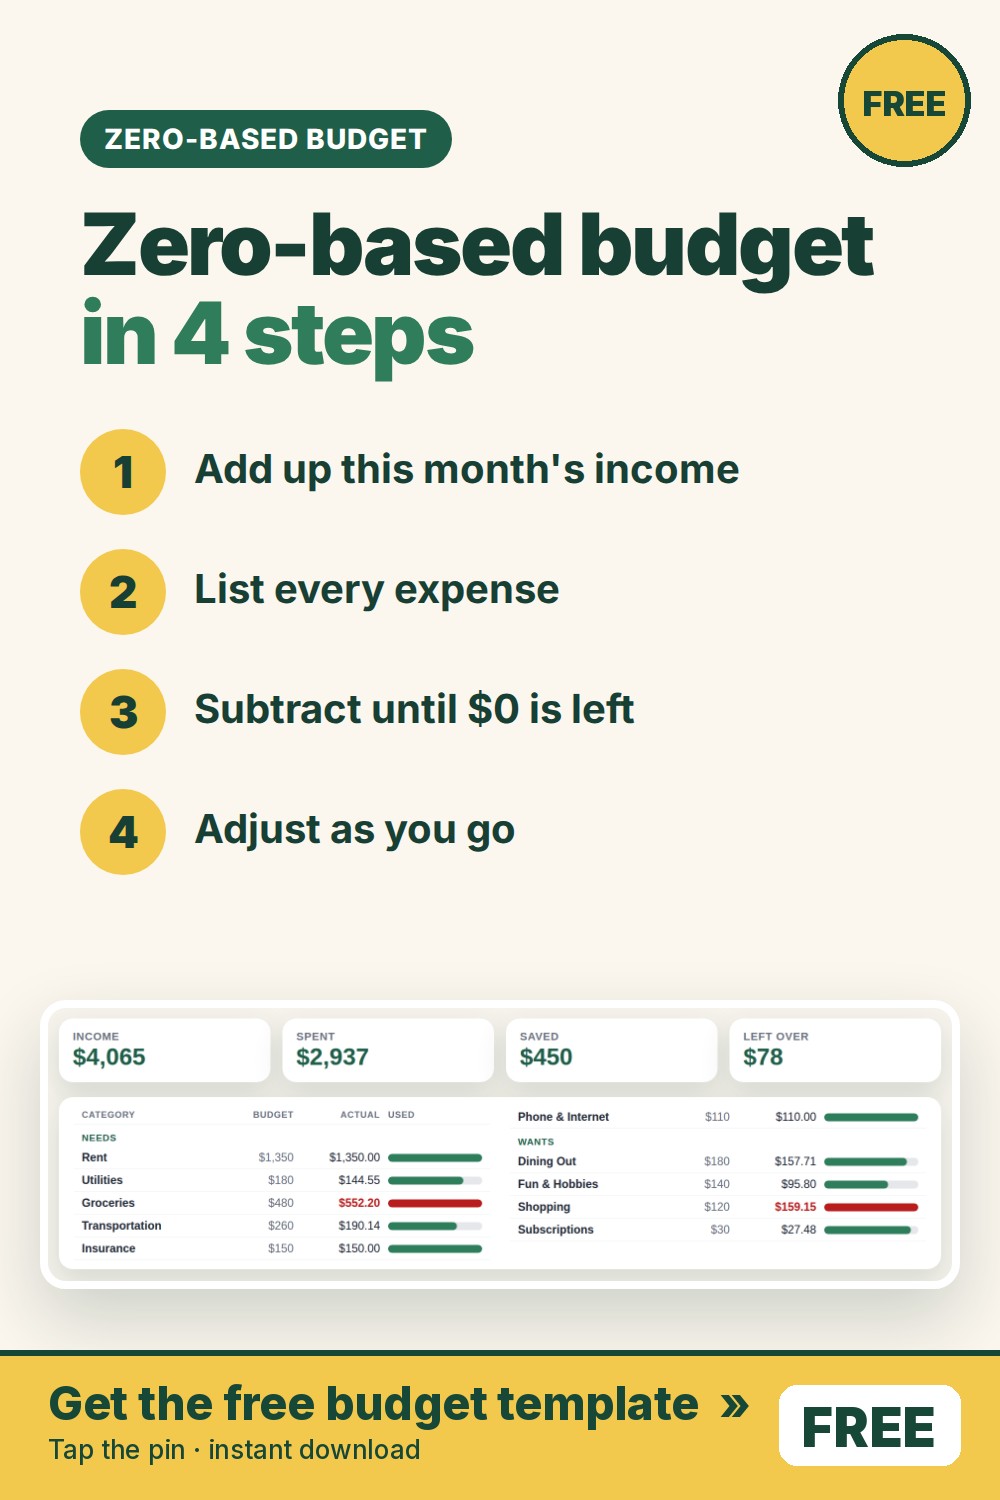 FREE
ZERO-BASED BUDGET
Zero-based budget
in 4 steps
1 Add up this month's income
2 List every expense
3 Subtract until $0 is left
4 Adjust as you go
INCOME
$4,065
SPENT
$2,937
SAVED
$450
LEFT OVER
$78
CATEGORY BUDGET ACTUAL USED
NEEDS
Rent $1,350 $1,350.00
Utilities $180 $144.55
Groceries $480 $552.20
Transportation $260 $190.14
Insurance $150 $150.00
Phone & Internet $110 $110.00
WANTS
Dining Out $180 $157.71
Fun & Hobbies $140 $95.80
Shopping $120 $159.15
Subscriptions $30 $27.48
Get the free budget template »
Tap the pin · instant download
FREE